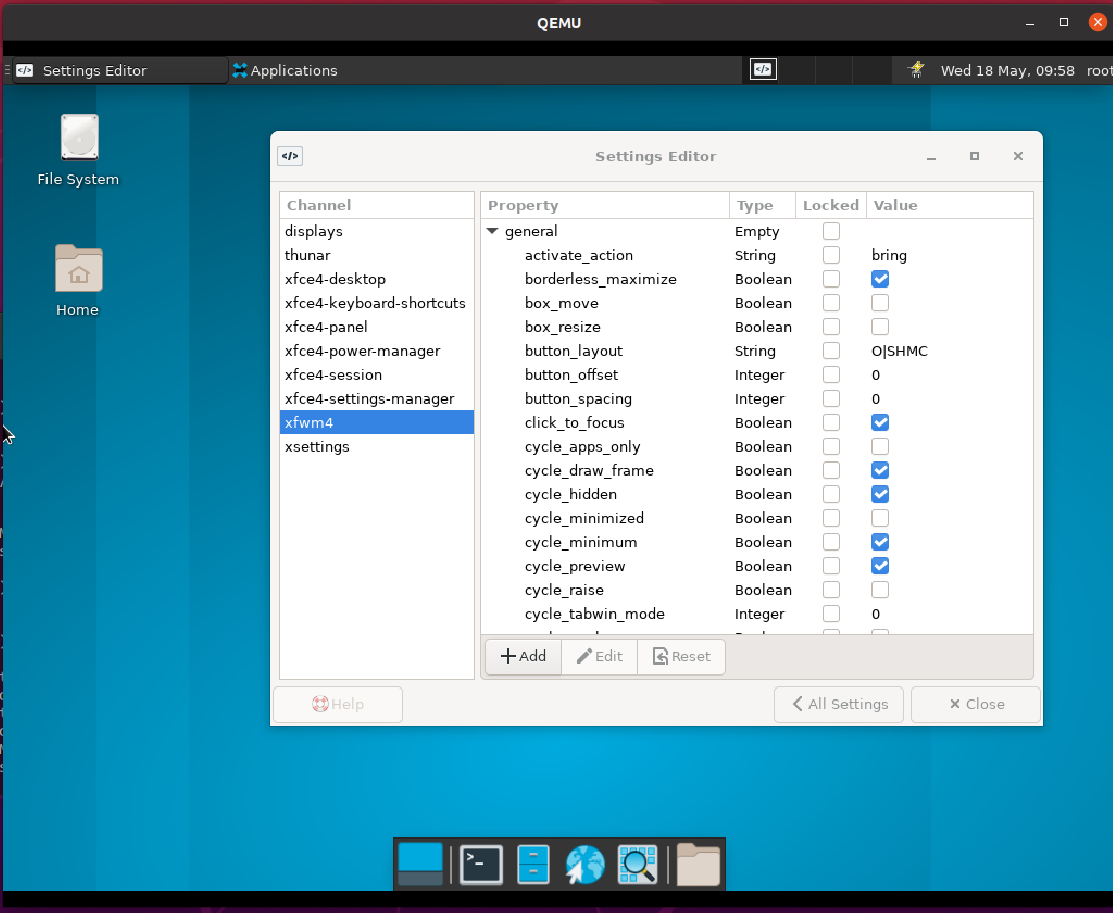 QEMU
Settings Editor Applications Wed 18 May, 09:58 root
File System
Home
Settings Editor
Channel
displays
thunar
xfce4-desktop
xfce4-keyboard-shortcuts
xfce4-panel
xfce4-power-manager
xfce4-session
xfce4-settings-manager
xfwm4
xsettings
Property Type Locked Value
general Empty
activate_action String bring
borderless_maximize Boolean
box_move Boolean
box_resize Boolean
button_layout String O|SHMC
button_offset Integer 0
button_spacing Integer 0
click_to_focus Boolean
cycle_apps_only Boolean
cycle_draw_frame Boolean
cycle_hidden Boolean
cycle_minimized Boolean
cycle_minimum Boolean
cycle_preview Boolean
cycle_raise Boolean
cycle_tabwin_mode Integer 0
Add Edit Reset
Help All Settings Close